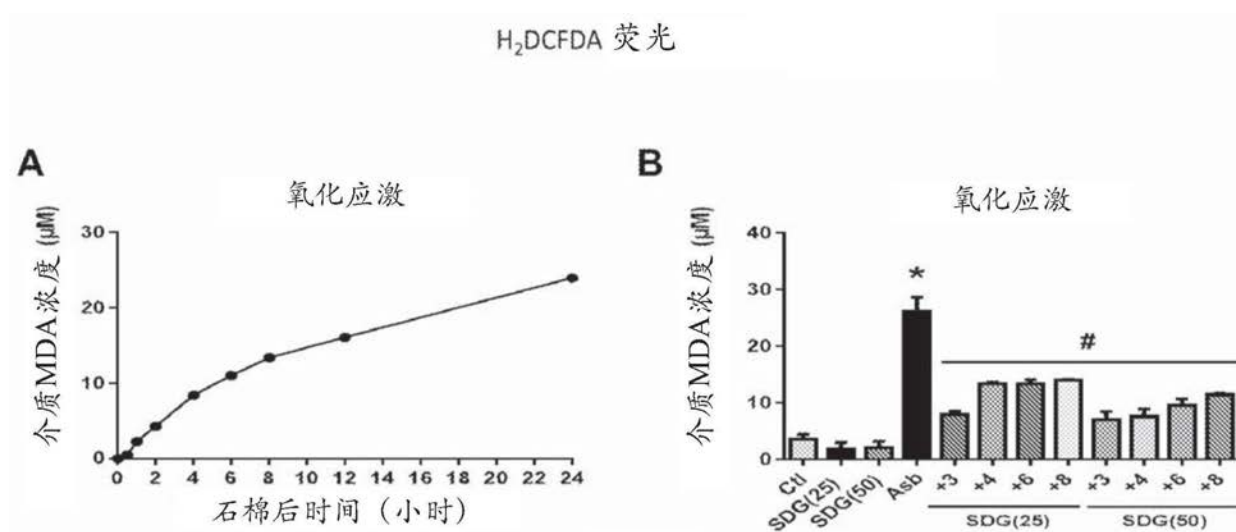 H₂DCFDA 荧光
A
氧化应激
介质MDA浓度 (μM)
30
20
10
0
0 2 4 6 8 10 12 14 16 18 20 22 24
石棉后时间（小时）
B
氧化应激
介质MDA浓度 (μM)
40
30
20
10
0
*
#
Ctl SDG(25) SDG(50) Asb +3 +4 +6 +8 +3 +4 +6 +8
SDG(25) SDG(50)